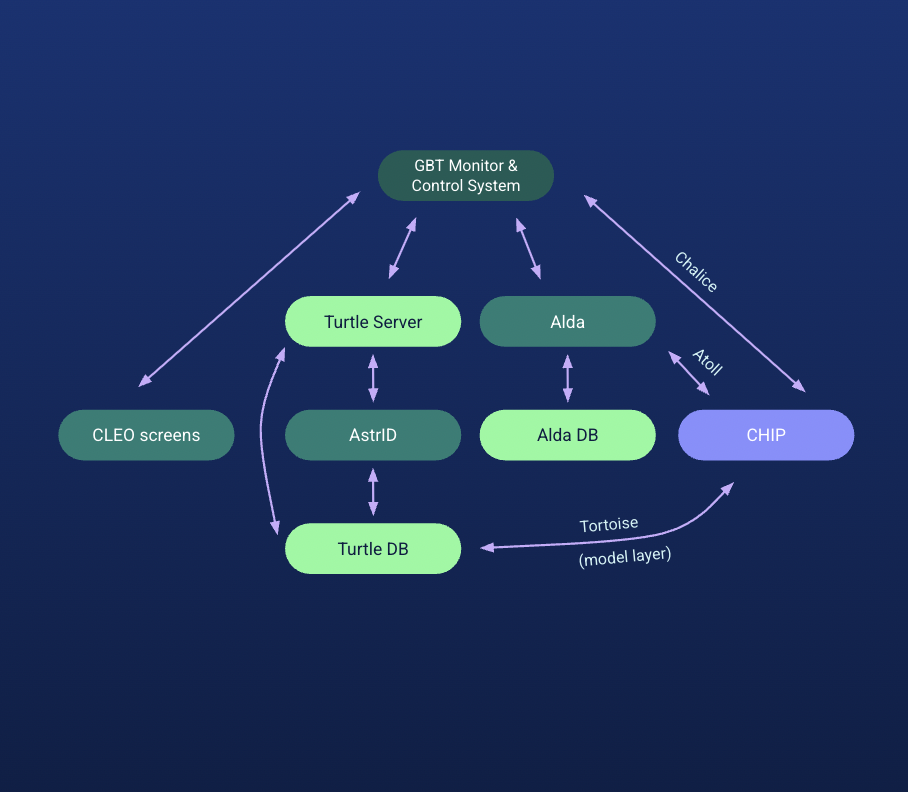 GBT Monitor &
Control System
Chalice
Turtle Server
Alda
Atoll
CLEO screens
AstrID
Alda DB
CHIP
Tortoise
Turtle DB
(model layer)